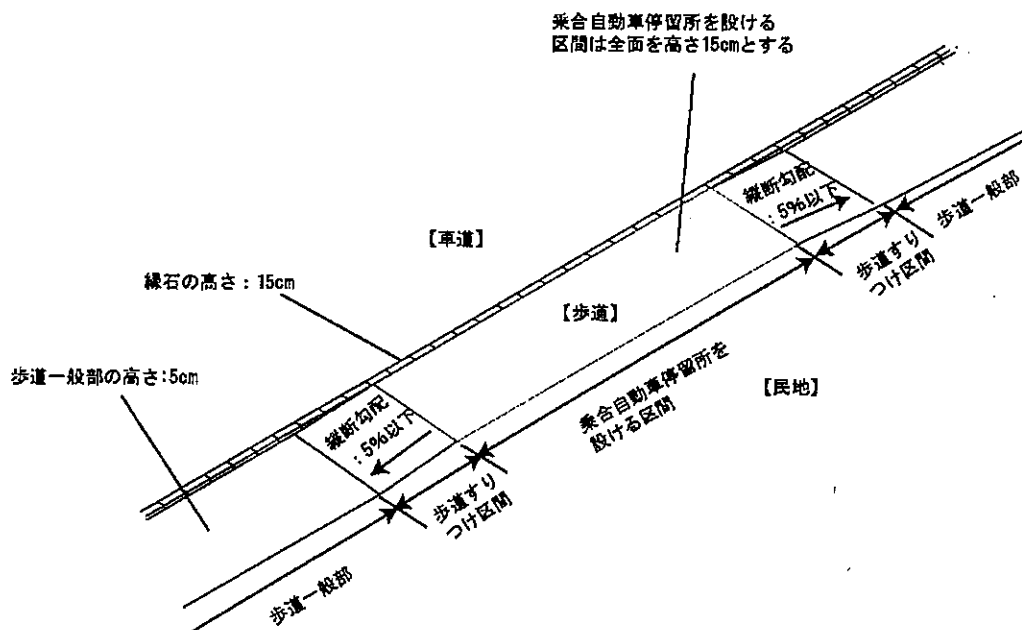 乗合自動車停留所を設ける
区間は全面を高さ15cmとする
縦断勾配
:5%以下
歩道一般部
歩道すり
つけ区間
【車道】
縁石の高さ:15cm
【歩道】
乗合自動車停留所を
設ける区間
【民地】
歩道一般部の高さ:5cm
縦断勾配
:5%以下
歩道すり
つけ区間
歩道一般部